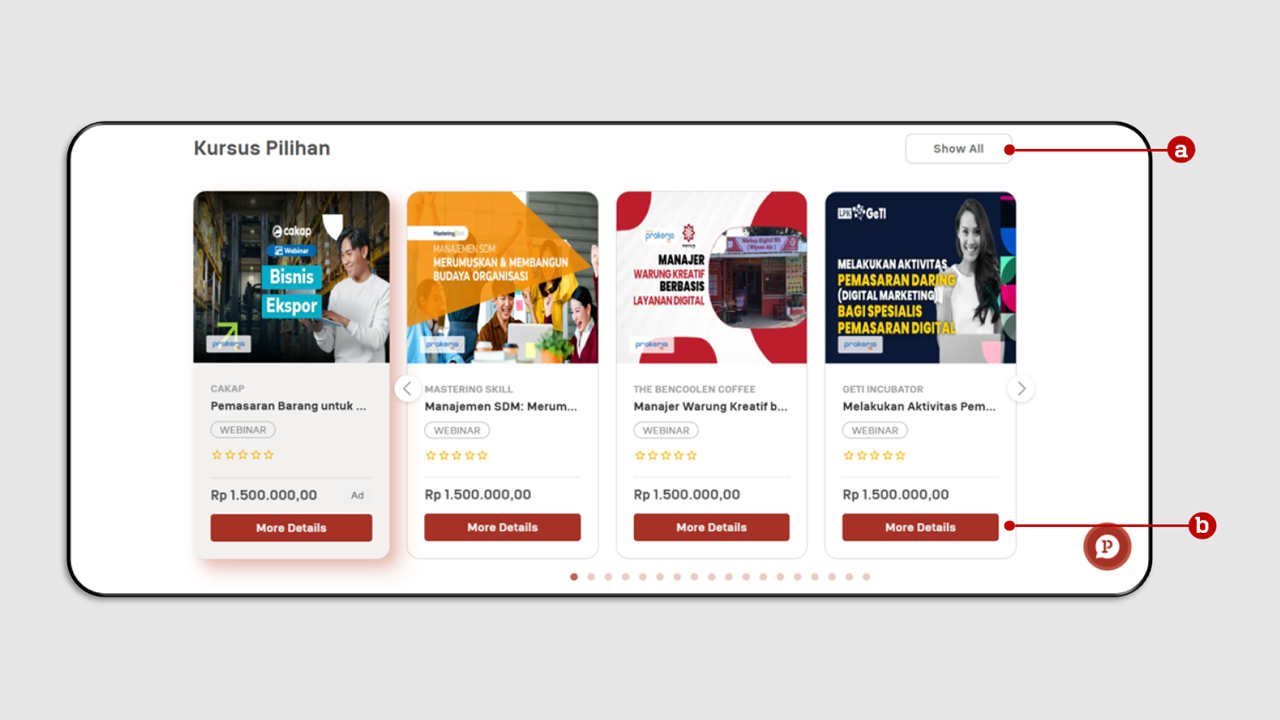 Kursus Pilihan
Show All
a
cakap
Webinar
Bisnis
Ekspor
prakerja
CAKAP
Pemasaran Barang untuk ...
WEBINAR
Rp 1.500.000,00
Ad
More Details
MANAJEMEN SDM:
MERUMUSKAN & MEMBANGUN
BUDAYA ORGANISASI
prakerja
MASTERING SKILL
Manajemen SDM: Merum...
WEBINAR
Rp 1.500.000,00
More Details
prakerja
MANAJER
WARUNG KREATIF
BERBASIS
LAYANAN DIGITAL
prakerja
THE BENCOOLEN COFFEE
Manajer Warung Kreatif b...
WEBINAR
Rp 1.500.000,00
More Details
LPK GeTI
MELAKUKAN AKTIVITAS
PEMASARAN DARING
(DIGITAL MARKETING)
BAGI SPESIALIS
PEMASARAN DIGITAL
prakerja
GETI INCUBATOR
Melakukan Aktivitas Pem...
WEBINAR
Rp 1.500.000,00
More Details
b
P